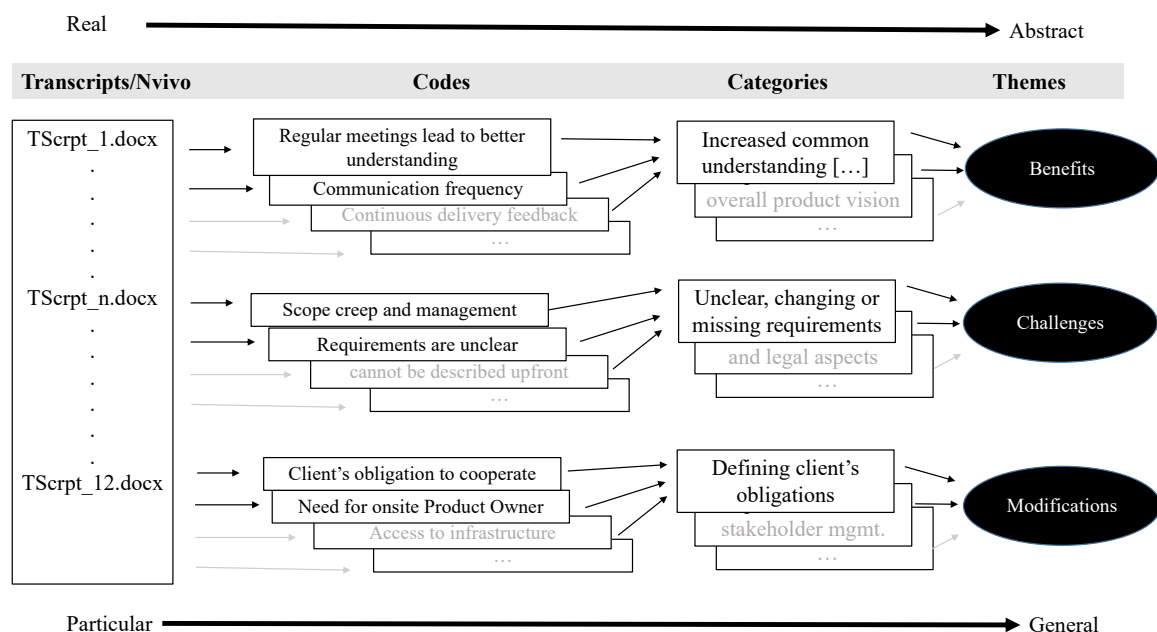 Real
Abstract
Transcripts/Nvivo
Codes
Categories
Themes
TScrpt_1.docx
.
.
.
.
.
TScrpt_n.docx
.
.
.
.
.
.
TScrpt_12.docx
Regular meetings lead to better
understanding
Communication frequency
Continuous delivery feedback
…
Increased common
understanding […]
overall product vision
…
Benefits
Scope creep and management
Requirements are unclear
cannot be described upfront
…
Unclear, changing or
missing requirements
and legal aspects
…
Challenges
Client’s obligation to cooperate
Need for onsite Product Owner
Access to infrastructure
…
Defining client’s
obligations
stakeholder mgmt.
…
Modifications
Particular
General